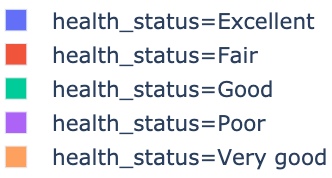 health_status=Excellent
health_status=Fair
health_status=Good
health_status=Poor
health_status=Very good